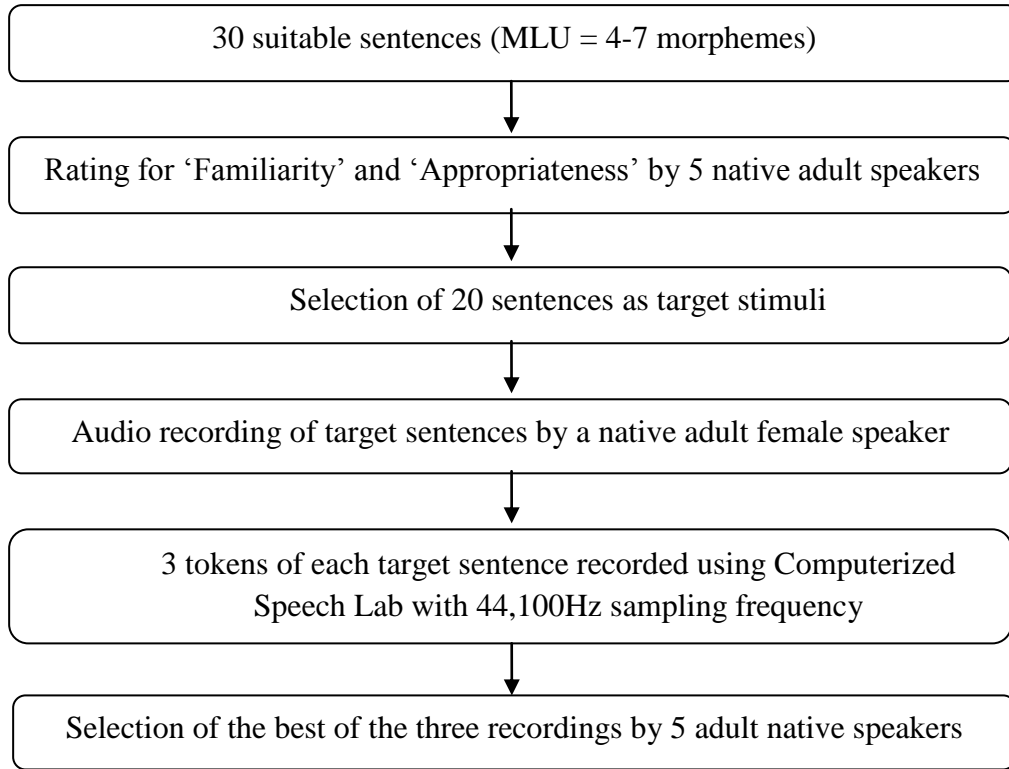 30 suitable sentences (MLU = 4-7 morphemes)
Rating for ‘Familiarity’ and ‘Appropriateness’ by 5 native adult speakers
Selection of 20 sentences as target stimuli
Audio recording of target sentences by a native adult female speaker
3 tokens of each target sentence recorded using Computerized
Speech Lab with 44,100Hz sampling frequency
Selection of the best of the three recordings by 5 adult native speakers